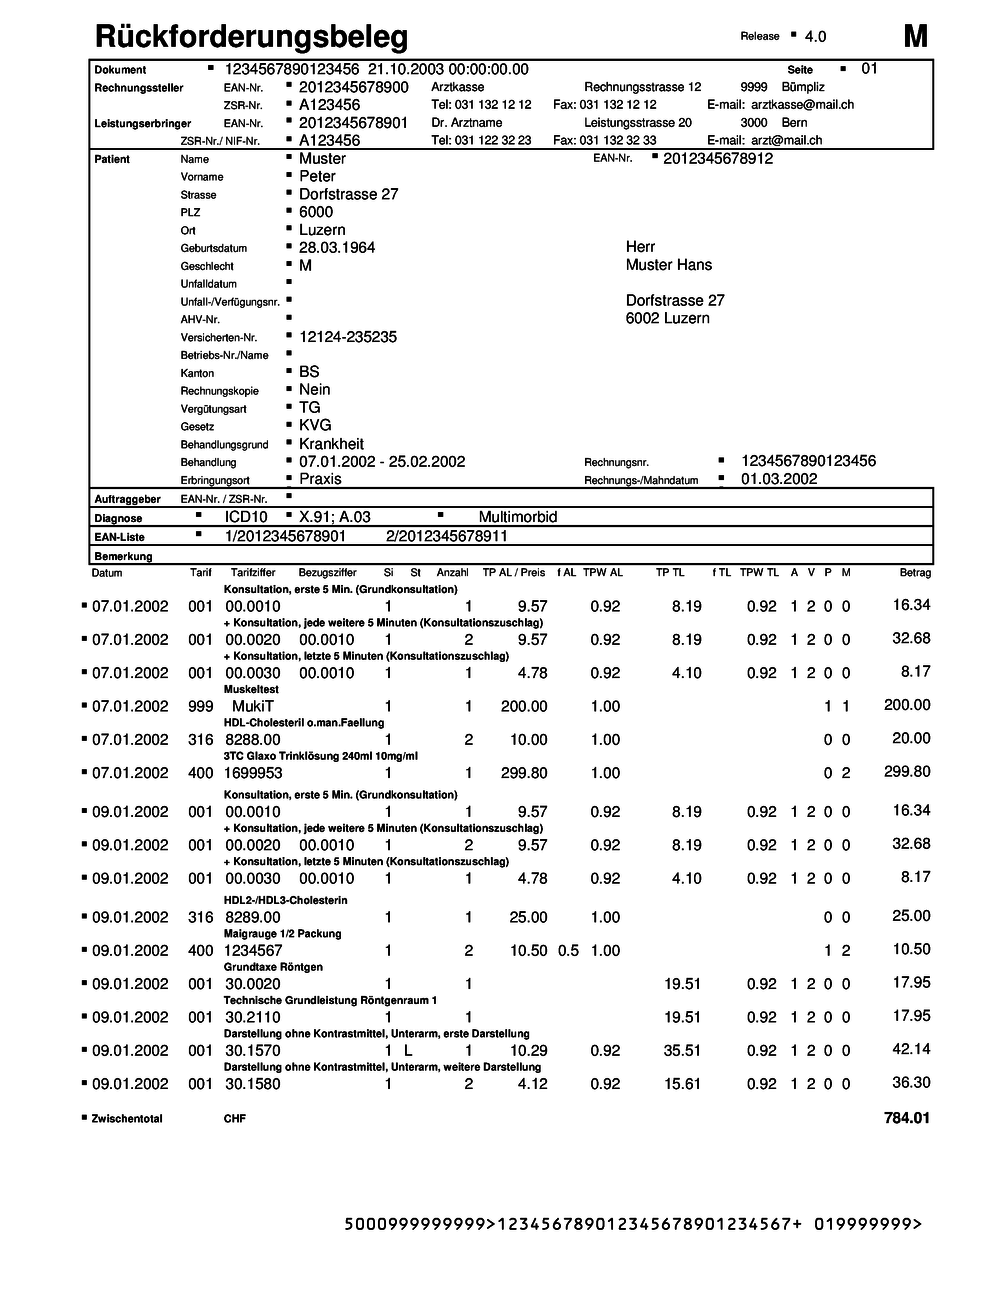 Rückforderungsbeleg Release 4.0 M
Dokument 1234567890123456 21.10.2003 00:00:00.00 Seite 01
Rechnungssteller EAN-Nr. 2012345678900 Arztkasse Rechnungsstrasse 12 9999 Bümpliz
ZSR-Nr. A123456 Tel: 031 132 12 12 Fax: 031 132 12 12 E-mail: arztkasse@mail.ch
Leistungserbringer EAN-Nr. 2012345678901 Dr. Arztname Leistungsstrasse 20 3000 Bern
ZSR-Nr./ NIF-Nr. A123456 Tel: 031 122 32 23 Fax: 031 132 32 33 E-mail: arzt@mail.ch
Patient Name Muster EAN-Nr. 2012345678912
Vorname Peter
Strasse Dorfstrasse 27
PLZ 6000
Ort Luzern
Geburtsdatum 28.03.1964 Herr
Geschlecht M Muster Hans
Unfalldatum
Unfall-/Verfügungsnr. Dorfstrasse 27
AHV-Nr. 6002 Luzern
Versicherten-Nr. 12124-235235
Betriebs-Nr./Name
Kanton BS
Rechnungskopie Nein
Vergütungsart TG
Gesetz KVG
Behandlungsgrund Krankheit
Behandlung 07.01.2002 - 25.02.2002 Rechnungsnr. 1234567890123456
Erbringungsort Praxis Rechnungs-/Mahndatum 01.03.2002
Auftraggeber EAN-Nr. / ZSR-Nr.
Diagnose ICD10 X.91; A.03 Multimorbid
EAN-Liste 1/2012345678901 2/2012345678911
Bemerkung
Datum Tarif Tarifziffer Bezugsziffer Si St Anzahl TP AL / Preis f AL TPW AL TP TL f TL TPW TL A V P M Betrag
Konsultation, erste 5 Min. (Grundkonsultation)
07.01.2002 001 00.0010 1 1 9.57 0.92 8.19 0.92 1 2 0 0 16.34
+ Konsultation, jede weitere 5 Minuten (Konsultationszuschlag)
07.01.2002 001 00.0020 00.0010 1 2 9.57 0.92 8.19 0.92 1 2 0 0 32.68
+ Konsultation, letzte 5 Minuten (Konsultationszuschlag)
07.01.2002 001 00.0030 00.0010 1 1 4.78 0.92 4.10 0.92 1 2 0 0 8.17
Muskeltest
07.01.2002 999 MukiT 1 1 200.00 1.00 1 1 200.00
HDL-Cholesteril o.man.Faellung
07.01.2002 316 8288.00 1 2 10.00 1.00 0 0 20.00
3TC Glaxo Trinklösung 240ml 10mg/ml
07.01.2002 400 1699953 1 1 299.80 1.00 0 2 299.80
Konsultation, erste 5 Min. (Grundkonsultation)
09.01.2002 001 00.0010 1 1 9.57 0.92 8.19 0.92 1 2 0 0 16.34
+ Konsultation, jede weitere 5 Minuten (Konsultationszuschlag)
09.01.2002 001 00.0020 00.0010 1 2 9.57 0.92 8.19 0.92 1 2 0 0 32.68
+ Konsultation, letzte 5 Minuten (Konsultationszuschlag)
09.01.2002 001 00.0030 00.0010 1 1 4.78 0.92 4.10 0.92 1 2 0 0 8.17
HDL2-/HDL3-Cholesterin
09.01.2002 316 8289.00 1 1 25.00 1.00 0 0 25.00
Maigrauge 1/2 Packung
09.01.2002 400 1234567 1 2 10.50 0.5 1.00 1 2 10.50
Grundtaxe Röntgen
09.01.2002 001 30.0020 1 1 19.51 0.92 1 2 0 0 17.95
Technische Grundleistung Röntgenraum 1
09.01.2002 001 30.2110 1 1 19.51 0.92 1 2 0 0 17.95
Darstellung ohne Kontrastmittel, Unterarm, erste Darstellung
09.01.2002 001 30.1570 1 L 1 10.29 0.92 35.51 0.92 1 2 0 0 42.14
Darstellung ohne Kontrastmittel, Unterarm, weitere Darstellung
09.01.2002 001 30.1580 1 2 4.12 0.92 15.61 0.92 1 2 0 0 36.30
Zwischentotal CHF 784.01
5000999999999>123456789012345678901234567+ 019999999>